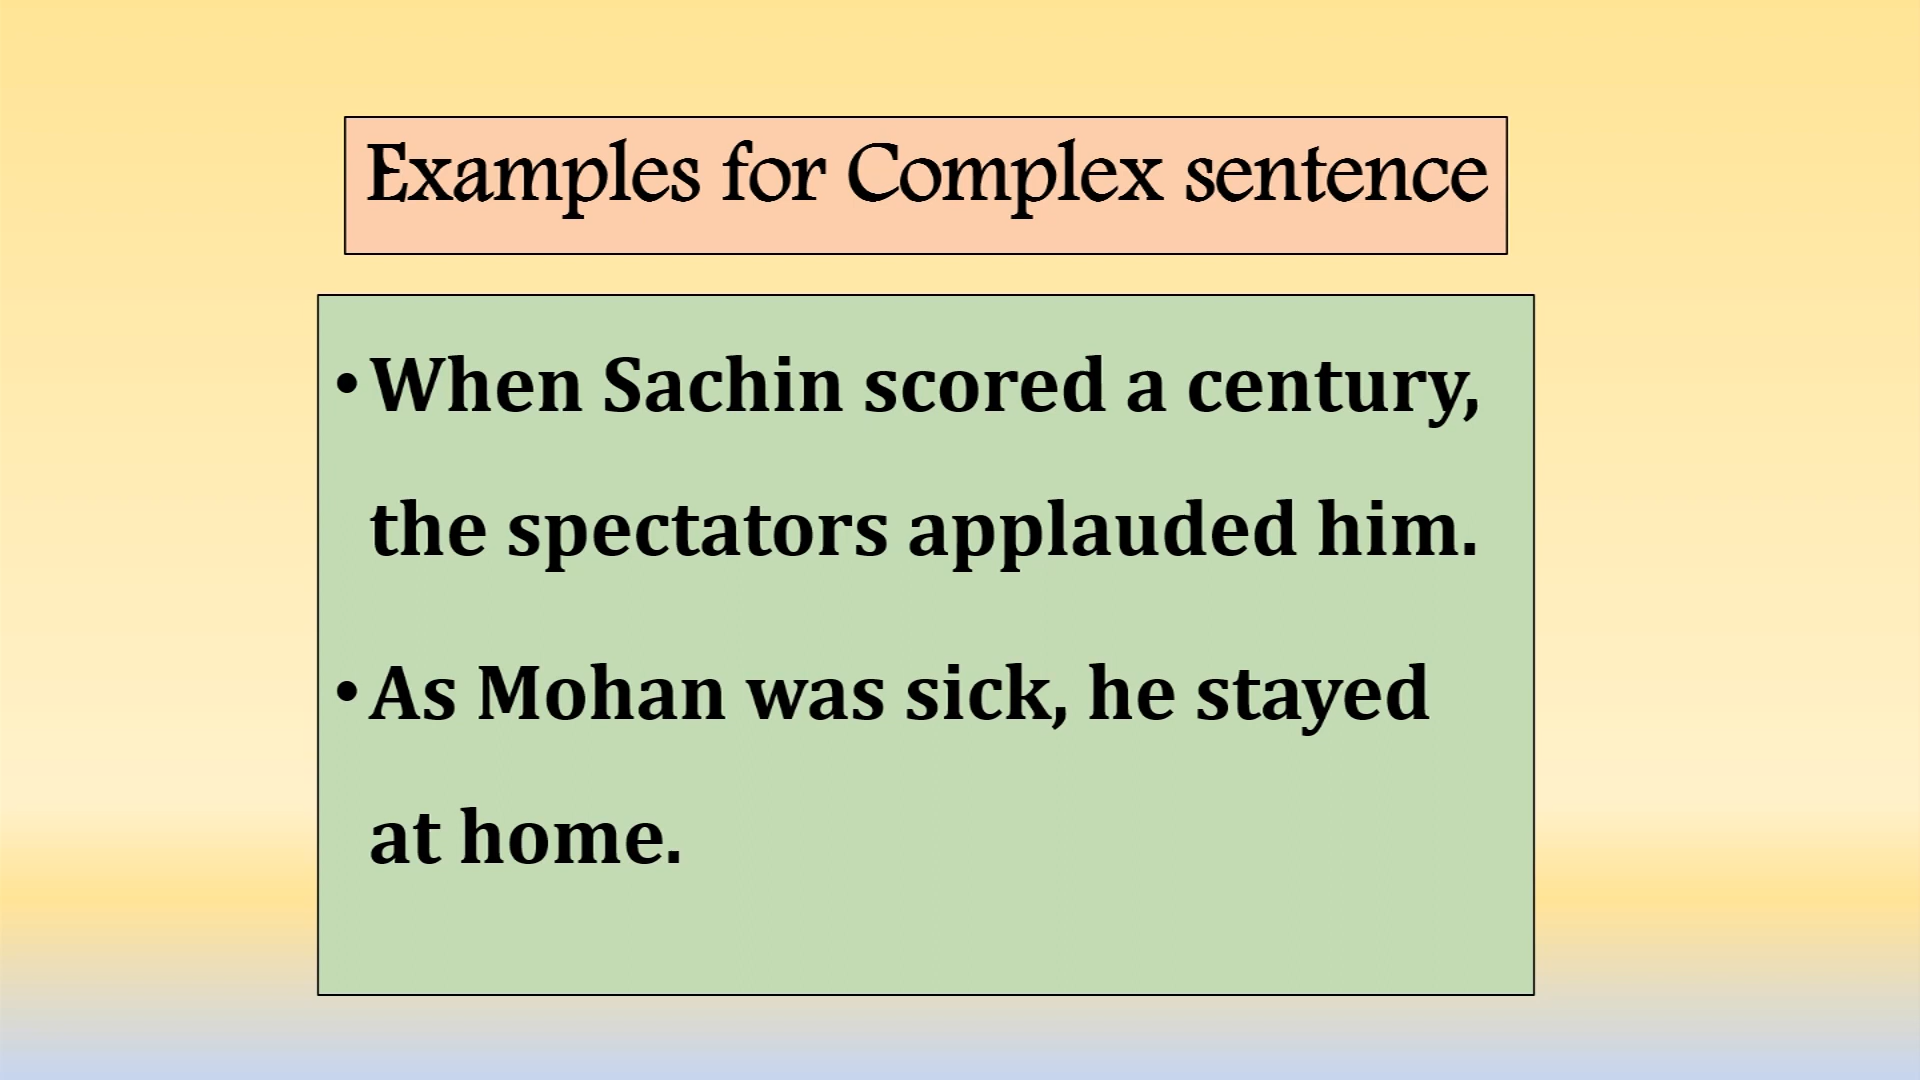 Examples for Complex sentence
• When Sachin scored a century,
the spectators applauded him.
• As Mohan was sick, he stayed
at home.